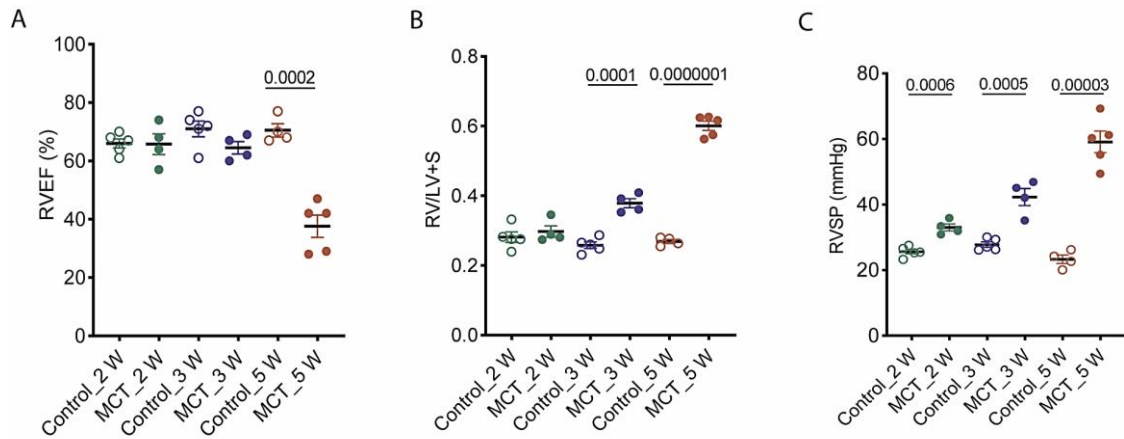 A
RVEF (%)
100
80
60
40
20
0
0.0002
Control_2 W
MCT_2 W
Control_3 W
MCT_3 W
Control_5 W
MCT_5 W
B
RV/LV+S
0.8
0.6
0.4
0.2
0.0
0.0001
0.0000001
Control_2 W
MCT_2 W
Control_3 W
MCT_3 W
Control_5 W
MCT_5 W
C
RVSP (mmHg)
80
60
40
20
0
0.0006
0.0005
0.00003
Control_2 W
MCT_2 W
Control_3 W
MCT_3 W
Control_5 W
MCT_5 W